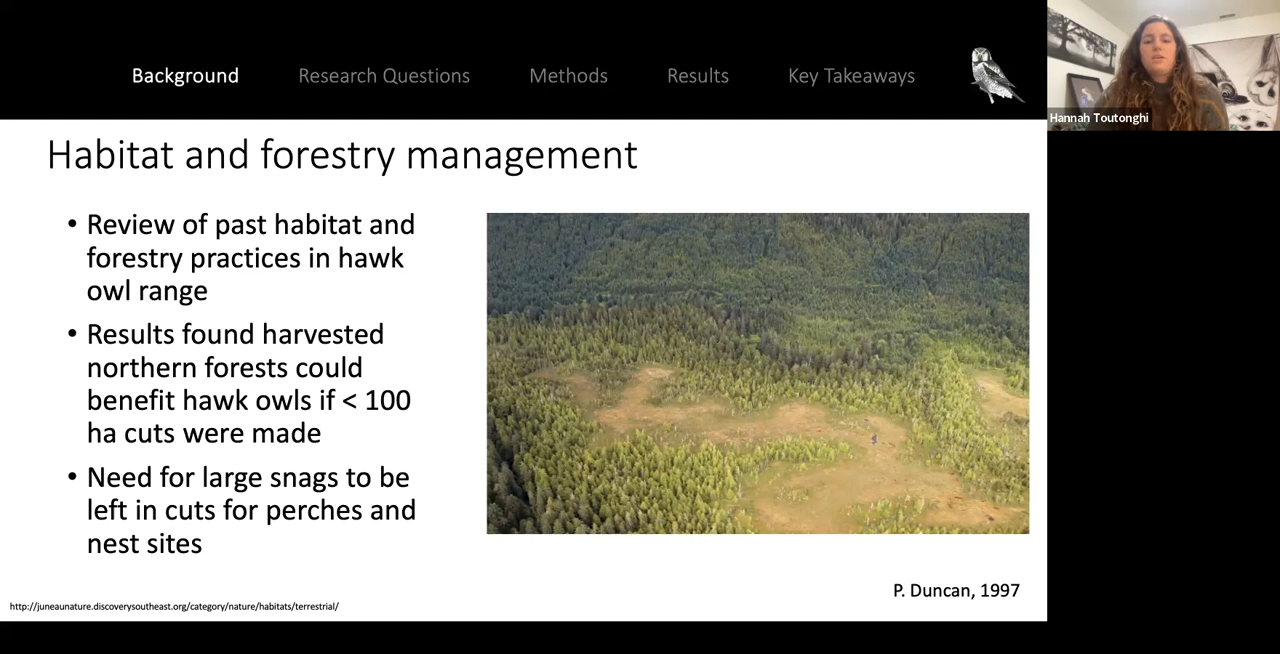 Background Research Questions Methods Results Key Takeaways
Hannah Toutonghi
Habitat and forestry management
• Review of past habitat and
forestry practices in hawk
owl range
• Results found harvested
northern forests could
benefit hawk owls if < 100
ha cuts were made
• Need for large snags to be
left in cuts for perches and
nest sites
P. Duncan, 1997
http://juneaunature.discoverysoutheast.org/category/nature/habitats/terrestrial/